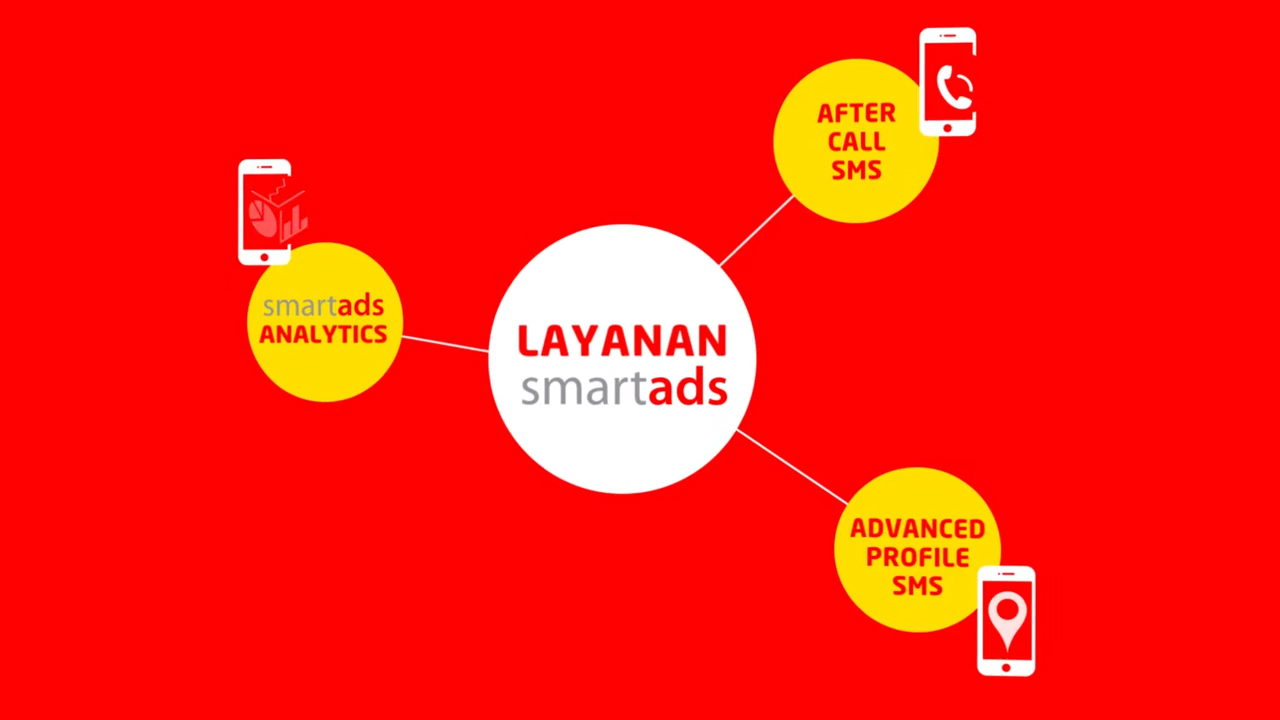 AFTER
CALL
SMS
smartads
ANALYTICS
LAYANAN
smartads
ADVANCED
PROFILE
SMS